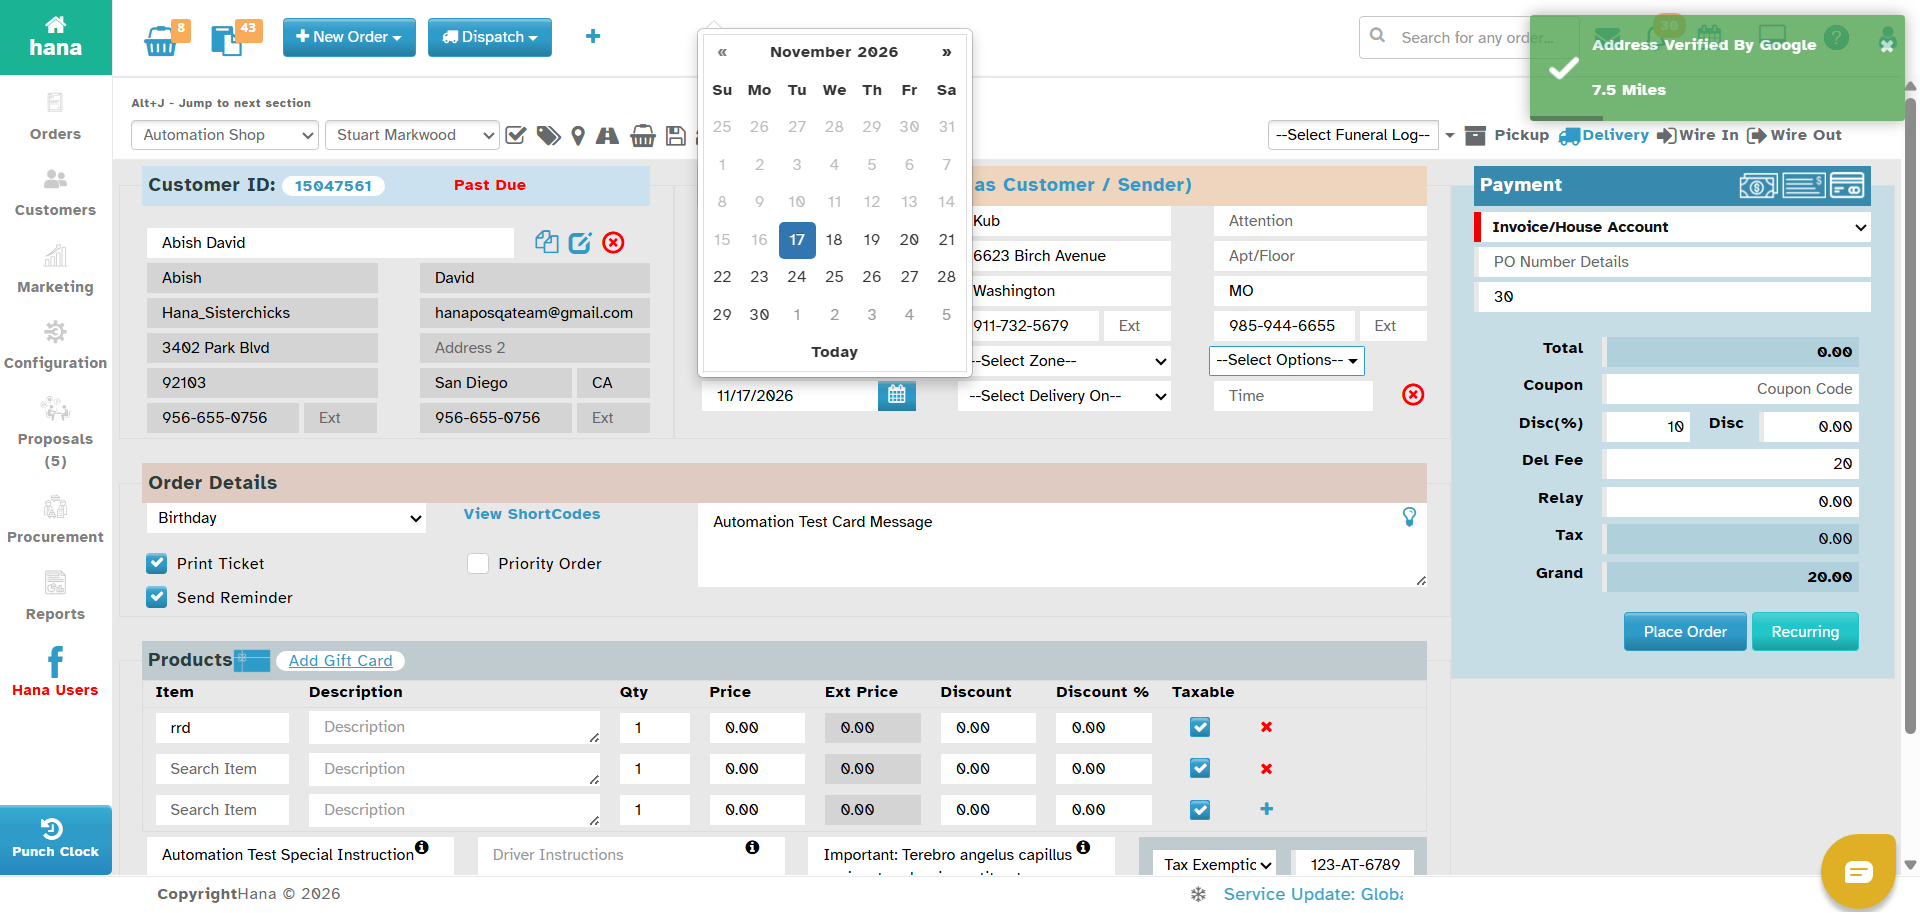 hana
8
43
New Order
Dispatch
Search for any order...
30
Address Verified By Google
7.5 Miles
Orders
Customers
Marketing
Configuration
Proposals
(5)
Procurement
Reports
Hana Users
Punch Clock
Alt+J - Jump to next section
Automation Shop
Stuart Markwood
--Select Funeral Log--
Pickup
Delivery
Wire In
Wire Out
« November 2026 »
Su Mo Tu We Th Fr Sa
25 26 27 28 29 30 31
1 2 3 4 5 6 7
8 9 10 11 12 13 14
15 16 17 18 19 20 21
22 23 24 25 26 27 28
29 30 1 2 3 4 5
Today
Customer ID: 15047561
Past Due
Abish David
Abish
David
Hana_Sisterchicks
hanaposqateam@gmail.com
3402 Park Blvd
Address 2
92103
San Diego
CA
956-655-0756
Ext
956-655-0756
Ext
as Customer / Sender)
Kub
Attention
6623 Birch Avenue
Apt/Floor
Washington
MO
911-732-5679
Ext
985-944-6655
Ext
--Select Zone--
--Select Options--
11/17/2026
--Select Delivery On--
Time
Payment
Invoice/House Account
PO Number Details
30
Total 0.00
Coupon Coupon Code
Disc(%) 10 Disc 0.00
Del Fee 20
Relay 0.00
Tax 0.00
Grand 20.00
Place Order
Recurring
Order Details
Birthday
View ShortCodes
Automation Test Card Message
Print Ticket
Priority Order
Send Reminder
Products
Add Gift Card
Item Description Qty Price Ext Price Discount Discount % Taxable
rrd Description 1 0.00 0.00 0.00 0.00
Search Item Description 1 0.00 0.00 0.00 0.00
Search Item Description 1 0.00 0.00 0.00 0.00
Automation Test Special Instruction
Driver Instructions
Important: Terebro angelus capillus
Tax Exemptic
123-AT-6789
CopyrightHana © 2026
Service Update: Globa